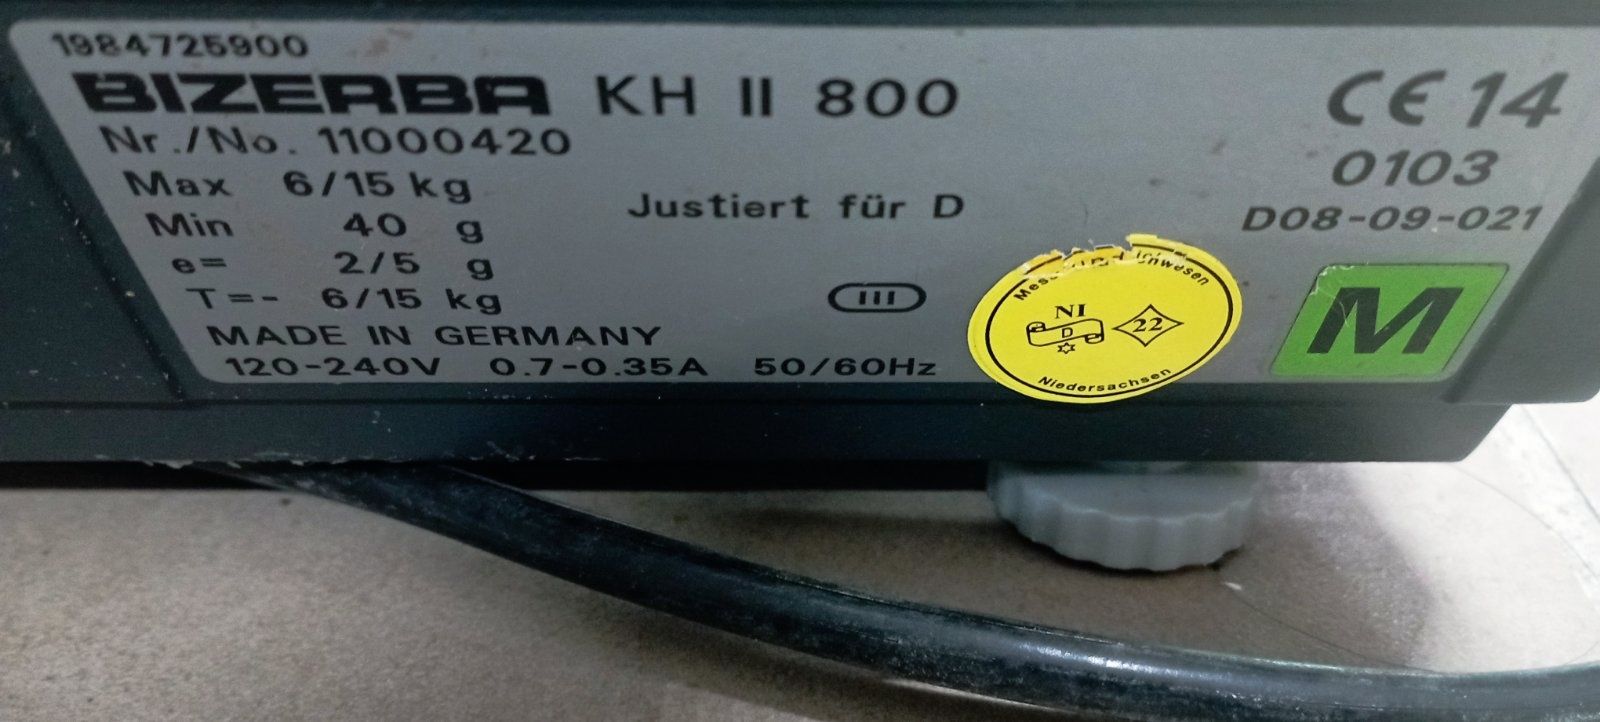 1984725900
BIZERBA KH II 800
Nr./No. 11000420
Max 6/15 kg
Min 40 g
e= 2/5 g
T=- 6/15 kg
MADE IN GERMANY
120-240V 0.7-0.35A 50/60Hz
Justiert für D
III
CE 14
0103
D08-09-021
M
NI
D
22
Niedersachsen